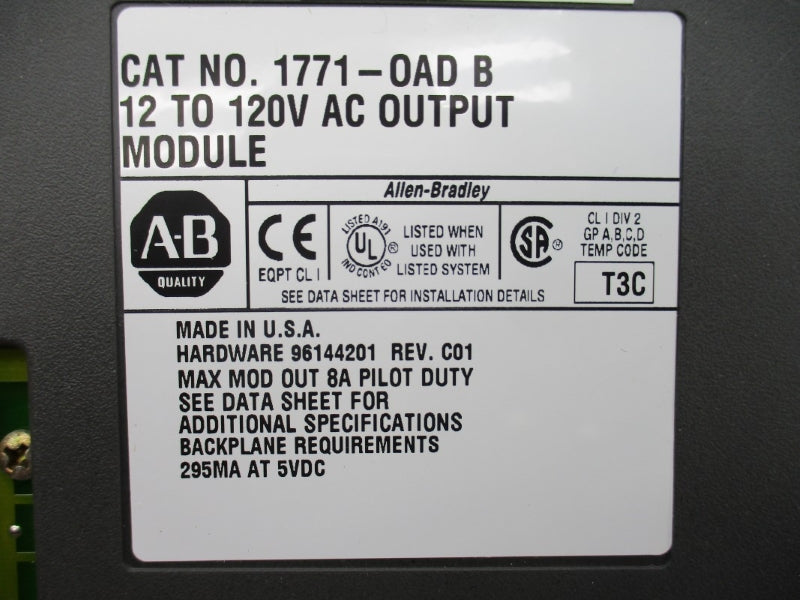 CAT NO. 1771-OAD B
12 TO 120V AC OUTPUT
MODULE
Allen-Bradley
A-B
QUALITY
CE
EQPT CL I
LISTED A191
UL
®
IND CONT EQ
LISTED WHEN
USED WITH
LISTED SYSTEM
SA
®
CL I DIV 2
GP A,B,C,D
TEMP CODE
T3C
SEE DATA SHEET FOR INSTALLATION DETAILS
MADE IN U.S.A.
HARDWARE 96144201 REV. C01
MAX MOD OUT 8A PILOT DUTY
SEE DATA SHEET FOR
ADDITIONAL SPECIFICATIONS
BACKPLANE REQUIREMENTS
295MA AT 5VDC